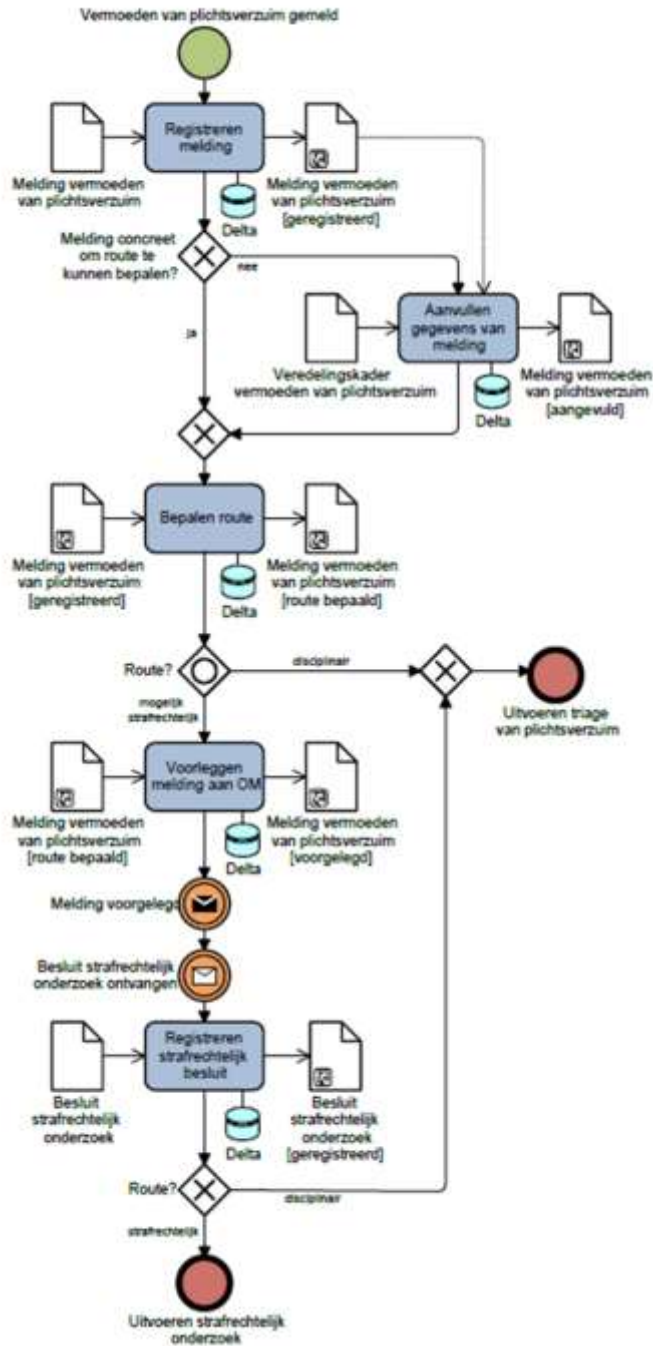 Vermoeden van plichtsverzuim gemeld
Registreren
melding
Melding vermoeden
van plichtsverzuim
Delta
Melding vermoeden
van plichtsverzuim
[geregistreerd]
Melding concreet
om route te
kunnen bepalen?
nee
ja
Aanvullen
gegevens van
melding
Veredelingskader
vermoeden van plichtsverzuim
Delta
Melding vermoeden
van plichtsverzuim
[aangevuld]
Bepalen route
Melding vermoeden
van plichtsverzuim
[geregistreerd]
Delta
Melding vermoeden
van plichtsverzuim
[route bepaald]
Route?
disciplinair
mogelijk
strafrechtelijk
Uitvoeren triage
van plichtsverzuim
Voorleggen
melding aan OM
Melding vermoeden
van plichtsverzuim
[route bepaald]
Delta
Melding vermoeden
van plichtsverzuim
[voorgelegd]
Melding voorgelegd
Besluit strafrechtelijk
onderzoek ontvangen
Registreren
strafrechtelijk
besluit
Besluit
strafrechtelijk
onderzoek
Delta
Besluit
strafrechtelijk
onderzoek
[geregistreerd]
Route?
disciplinair
strafrechtelijk
Uitvoeren strafrechtelijk
onderzoek